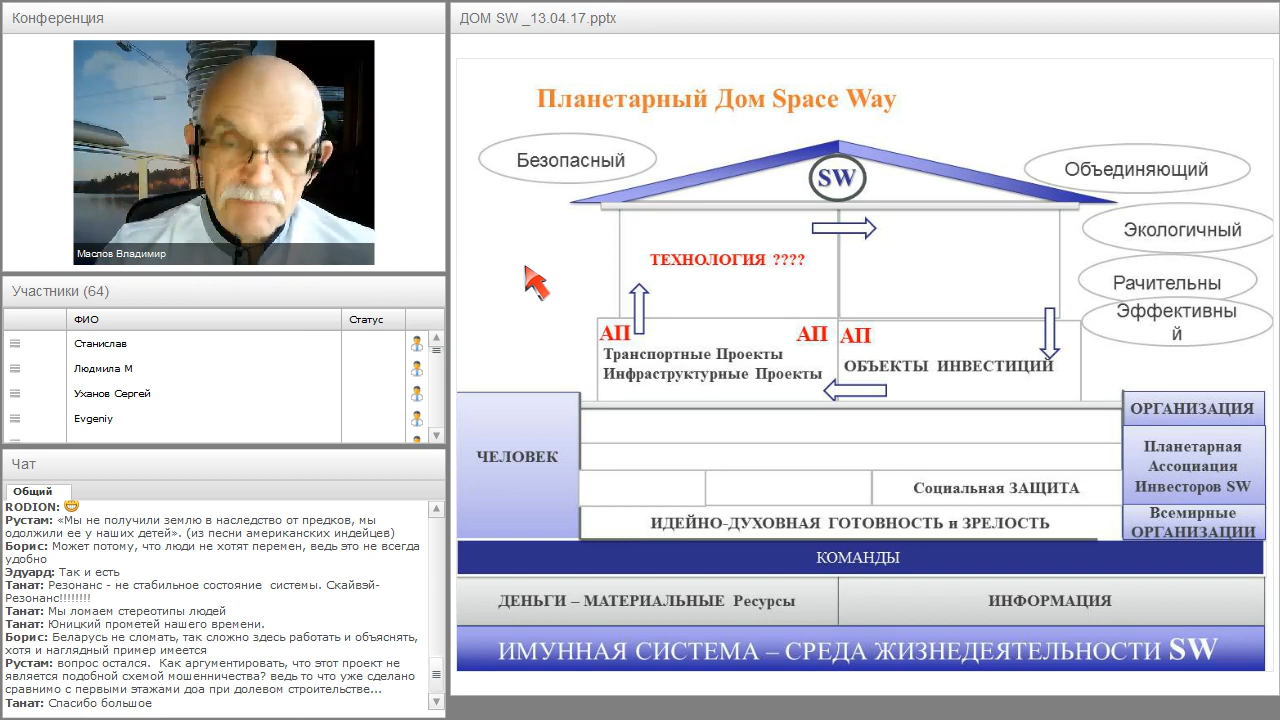 Конференция
Маслов Владимир
Участники (64)
ФИО
Статус
Станислав
Людмила М
Уханов Сергей
Evgeniy
Чат
Общий
RODION:
Рустам: «Мы не получили землю в наследство от предков, мы
одолжили ее у наших детей». (из песни американских индейцев)
Борис: Может потому, что люди не хотят перемен, ведь это не всегда
удобно
Эдуард: Так и есть
Танат: Резонанс - не стабильное состояние системы. Скайвэй-
Резонанс!!!!!!!!
Танат: Мы ломаем стереотипы людей
Танат: Юницкий прометей нашего времени.
Борис: Беларусь не сломать, так сложно здесь работать и объяснять,
хотя и наглядный пример имеется
Рустам: вопрос остался. Как аргументировать, что этот проект не
является подобной схемой мошенничества? ведь то что уже сделано
сравнимо с первыми этажами доа при долевом строительстве...
Танат: Спасибо большое
ДОМ SW _13.04.17.pptx
Планетарный Дом Space Way
Безопасный
Объединяющий
SW
Экологичный
ТЕХНОЛОГИЯ ????
Рачительны
Эффективны
й
АП
АП
АП
Транспортные Проекты
Инфраструктурные Проекты
ОБЪЕКТЫ ИНВЕСТИЦИЙ
ЧЕЛОВЕК
ОРГАНИЗАЦИЯ
Планетарная
Ассоциация
Инвесторов SW
Социальная ЗАЩИТА
ИДЕЙНО-ДУХОВНАЯ ГОТОВНОСТЬ и ЗРЕЛОСТЬ
Всемирные
ОРГАНИЗАЦИИ
КОМАНДЫ
ДЕНЬГИ – МАТЕРИАЛЬНЫЕ Ресурсы
ИНФОРМАЦИЯ
ИМУННАЯ СИСТЕМА – СРЕДА ЖИЗНЕДЕЯТЕЛЬНОСТИ SW